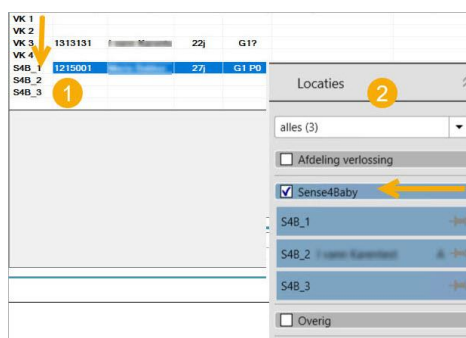 VK 1
VK 2
VK 3 1313131 22j G1?
VK 4
S4B_1 1215001 27j G1 P0
S4B_2
S4B_3
1
Locaties
2
alles (3)
Afdeling verlossing
Sense4Baby
S4B_1
S4B_2 A
S4B_3
Overig